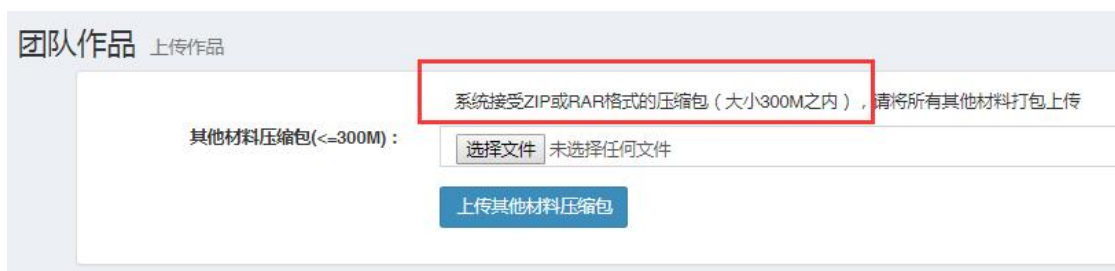 团队作品 上传作品
系统接受ZIP或RAR格式的压缩包（大小300M之内），请将所有其他材料打包上传
其他材料压缩包(<=300M)：
选择文件 未选择任何文件
上传其他材料压缩包